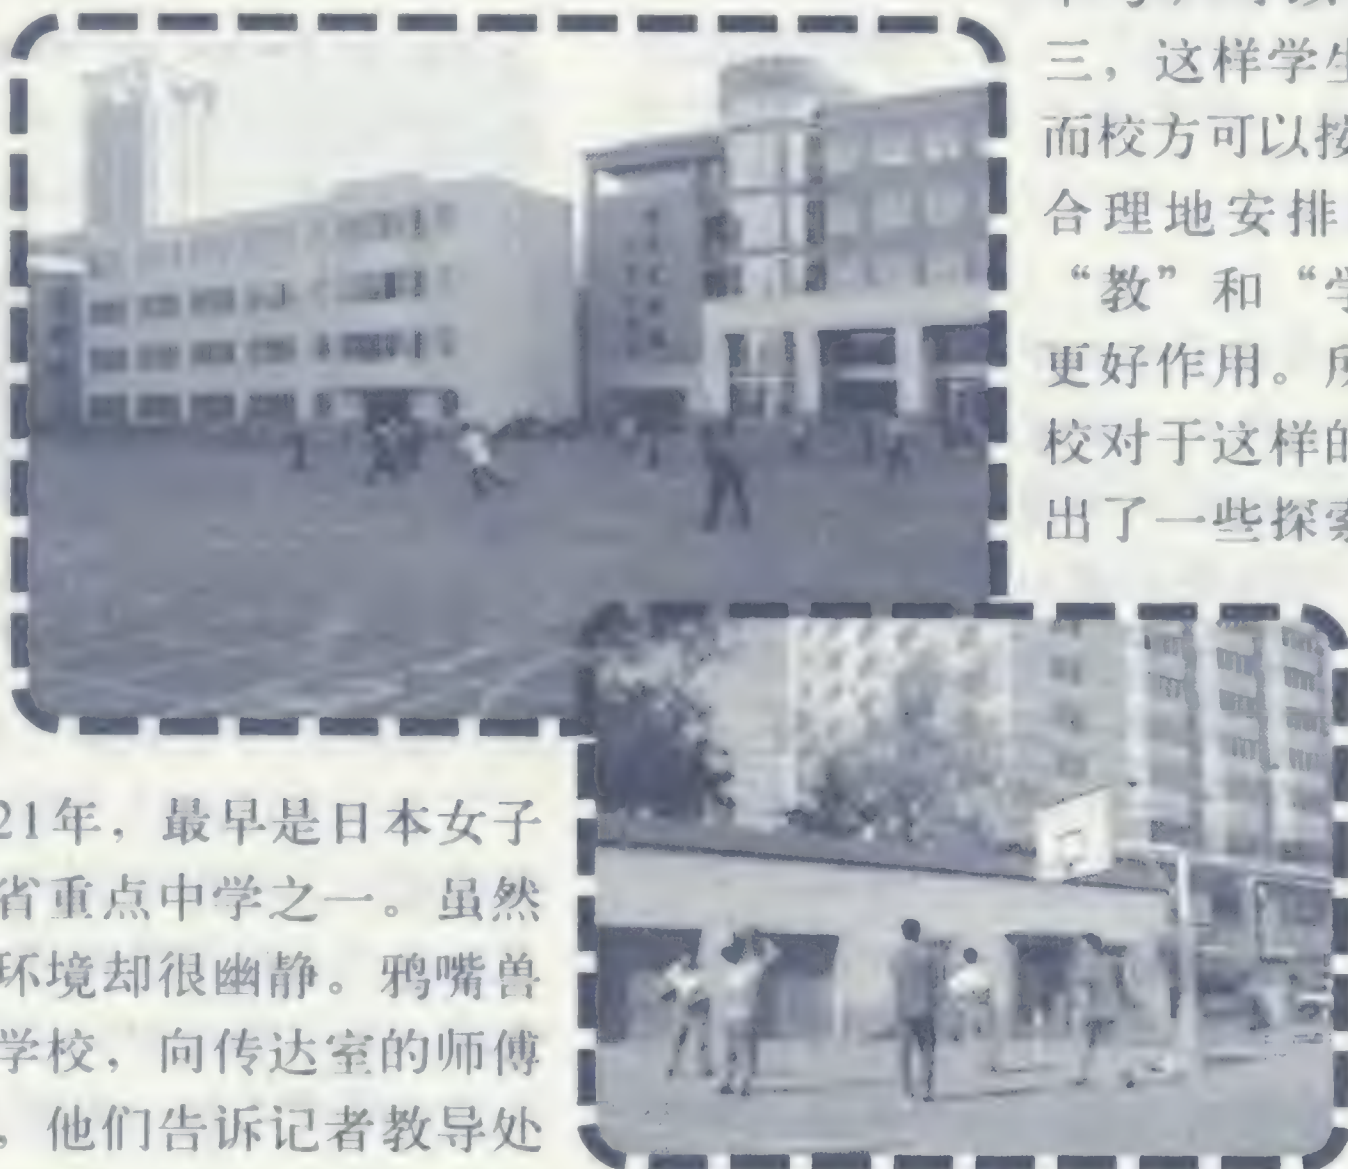 三，这样学生
而校方可以按
合理地安排
“教”和“学
更好作用。所
校对于这样的
出了一些探索
21年，最早是日本女子
省重点中学之一。虽然
环境却很幽静。鸦嘴兽
学校，向传达室的师傅
。他们告诉记者教导处